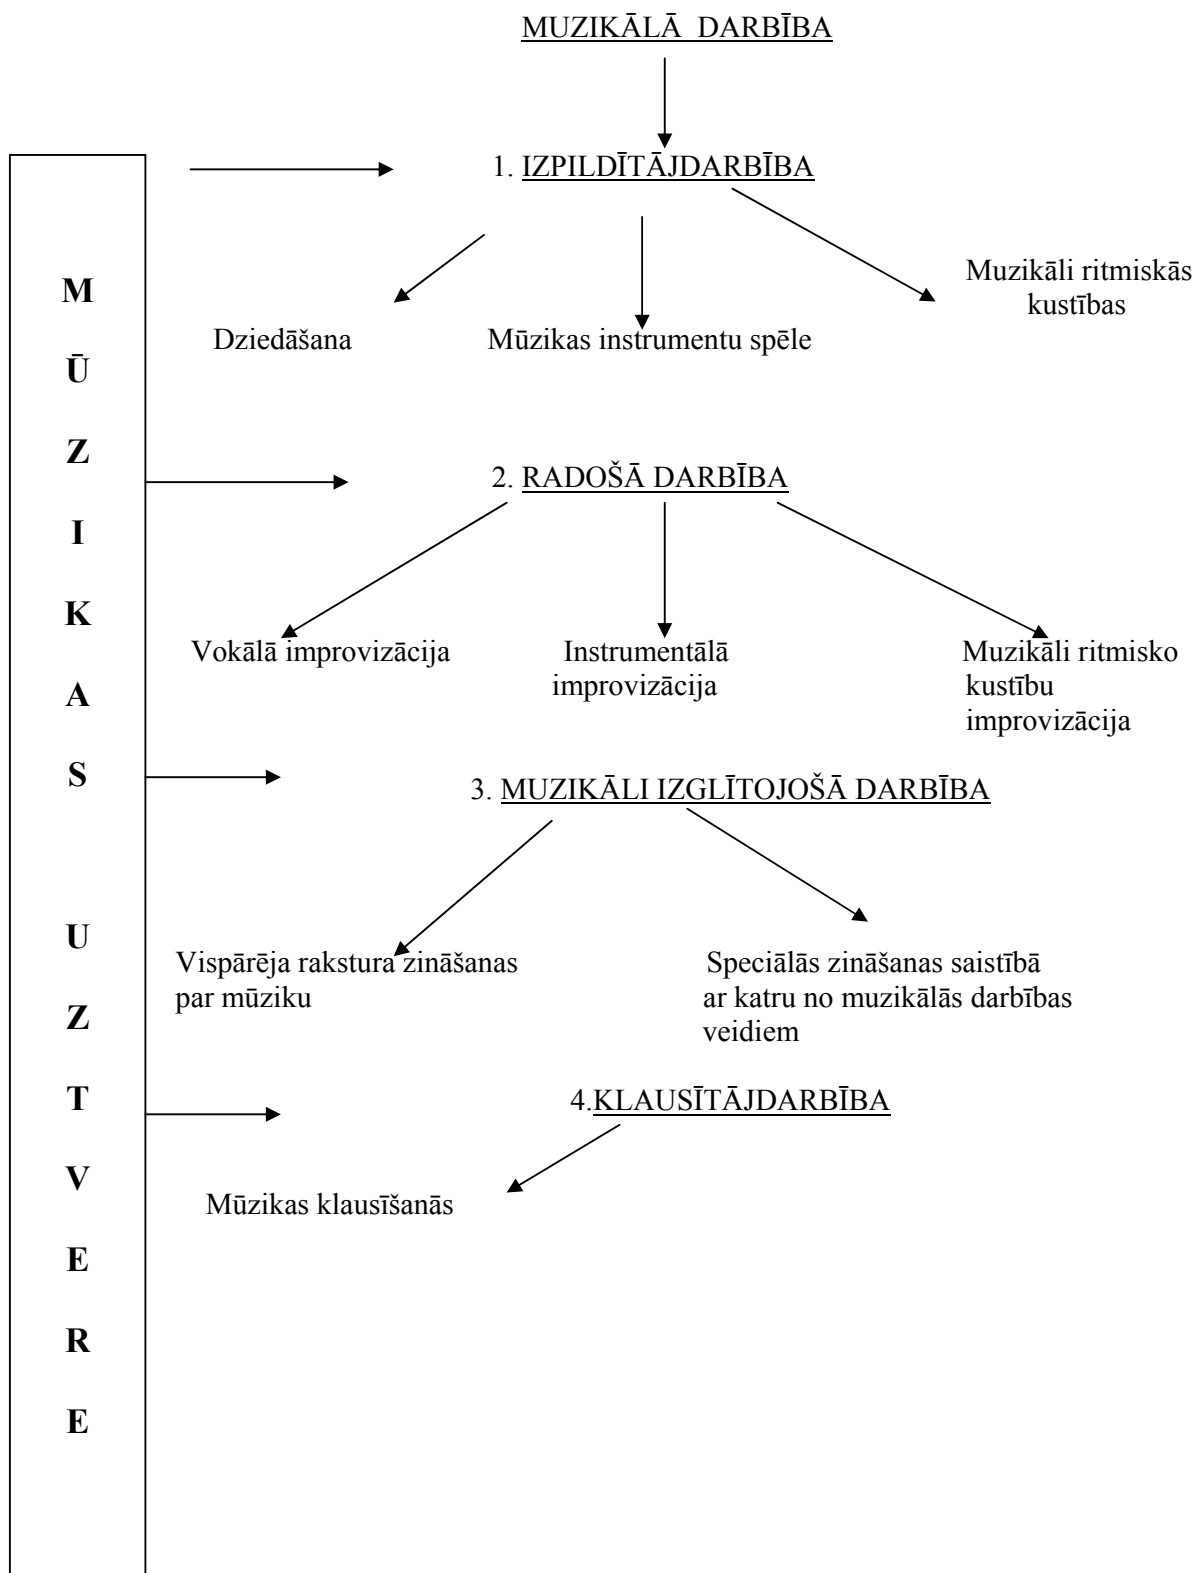 MUZIKĀLĀ DARBĪBA
1. IZPILDĪTĀJDARBĪBA
Muzikāli ritmiskās
kustības
Dziedāšana
Mūzikas instrumentu spēle
2. RADOŠĀ DARBĪBA
Vokālā improvizācija
Instrumentālā
improvizācija
Muzikāli ritmisko
kustību
improvizācija
3. MUZIKĀLI IZGLĪTOJOŠĀ DARBĪBA
Vispārēja rakstura zināšanas
par mūziku
Speciālās zināšanas saistībā
ar katru no muzikālās darbības
veidiem
4.KLAUSĪTĀJDARBĪBA
Mūzikas klausīšanās
M
Ū
Z
I
K
A
S
U
Z
T
V
E
R
E